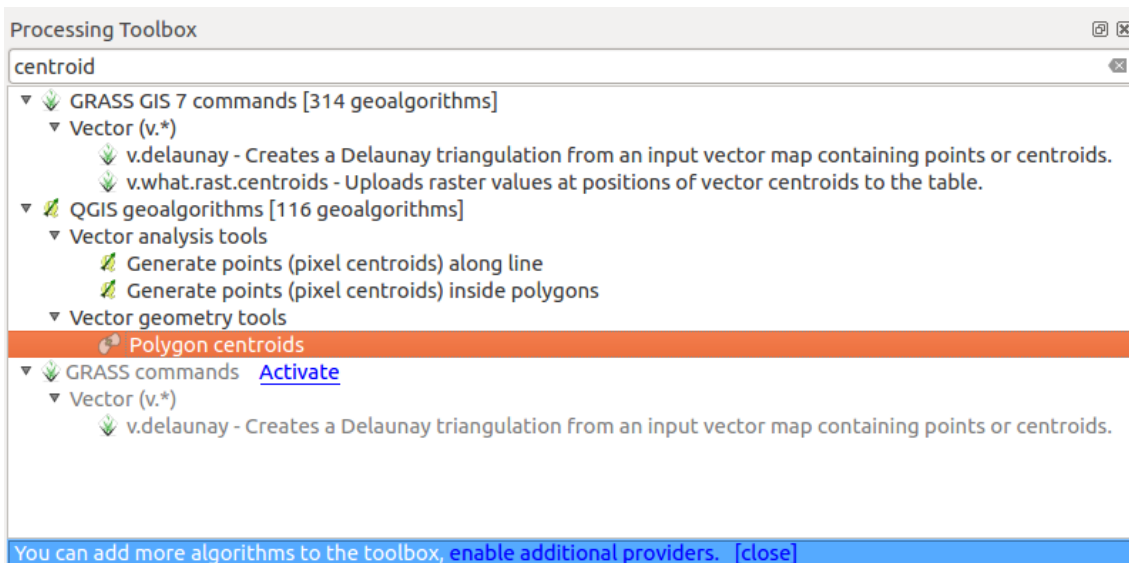 Processing Toolbox
centroid
GRASS GIS 7 commands [314 geoalgorithms]
Vector (v.*)
v.delaunay - Creates a Delaunay triangulation from an input vector map containing points or centroids.
v.what.rast.centroids - Uploads raster values at positions of vector centroids to the table.
QGIS geoalgorithms [116 geoalgorithms]
Vector analysis tools
Generate points (pixel centroids) along line
Generate points (pixel centroids) inside polygons
Vector geometry tools
Polygon centroids
GRASS commands Activate
Vector (v.*)
v.delaunay - Creates a Delaunay triangulation from an input vector map containing points or centroids.
You can add more algorithms to the toolbox, enable additional providers. [close]